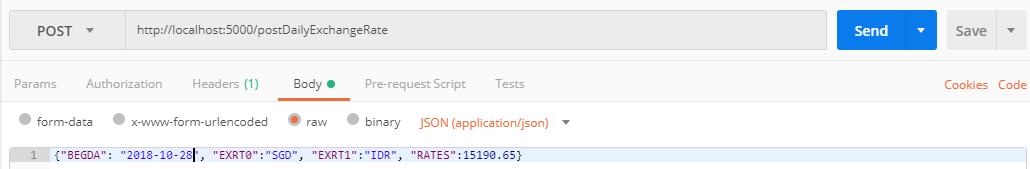 POST http://localhost:5000/postDailyExchangeRate Send Save
Params Authorization Headers (1) Body Pre-request Script Tests Cookies Code
form-data x-www-form-urlencoded raw binary JSON (application/json)
1 {"BEGDA": "2018-10-28", "EXRT0":"SGD", "EXRT1":"IDR", "RATES":15190.65}